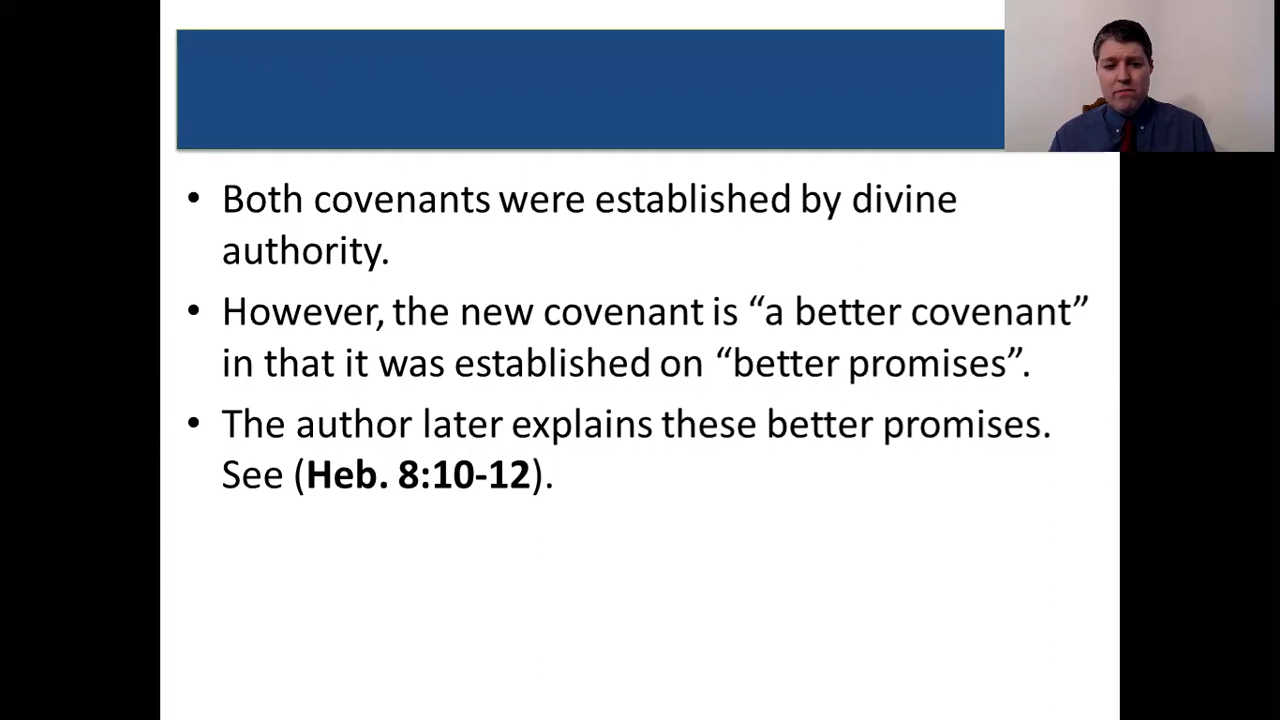 • Both covenants were established by divine
authority.
• However, the new covenant is “a better covenant”
in that it was established on “better promises”.
• The author later explains these better promises.
See (Heb. 8:10-12).